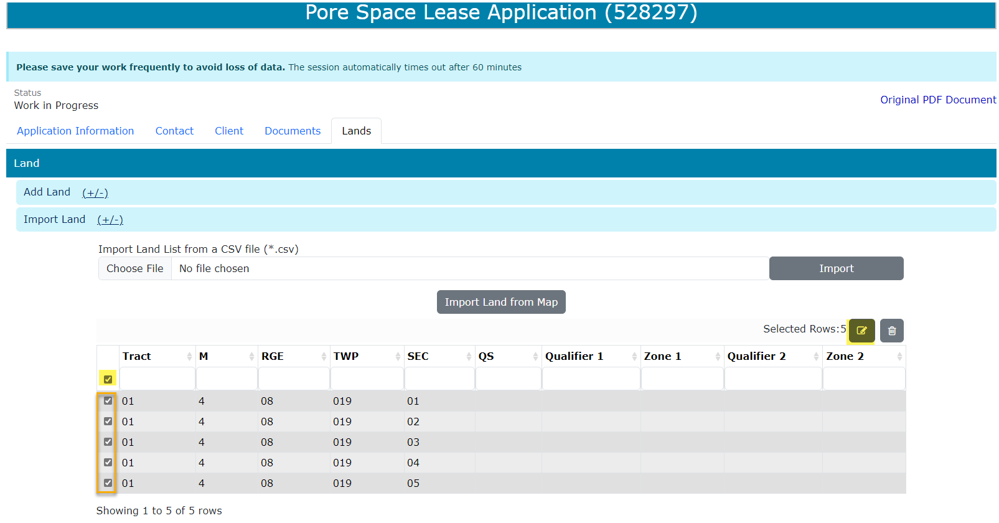 Pore Space Lease Application (528297)
Please save your work frequently to avoid loss of data. The session automatically times out after 60 minutes
Status
Work in Progress
Original PDF Document
Application Information Contact Client Documents Lands
Land
Add Land (+/-)
Import Land (+/-)
Import Land List from a CSV file (*.csv)
Choose File No file chosen Import
Import Land from Map
Selected Rows:5
Tract M RGE TWP SEC QS Qualifier 1 Zone 1 Qualifier 2 Zone 2
01 4 08 019 01
01 4 08 019 02
01 4 08 019 03
01 4 08 019 04
01 4 08 019 05
Showing 1 to 5 of 5 rows